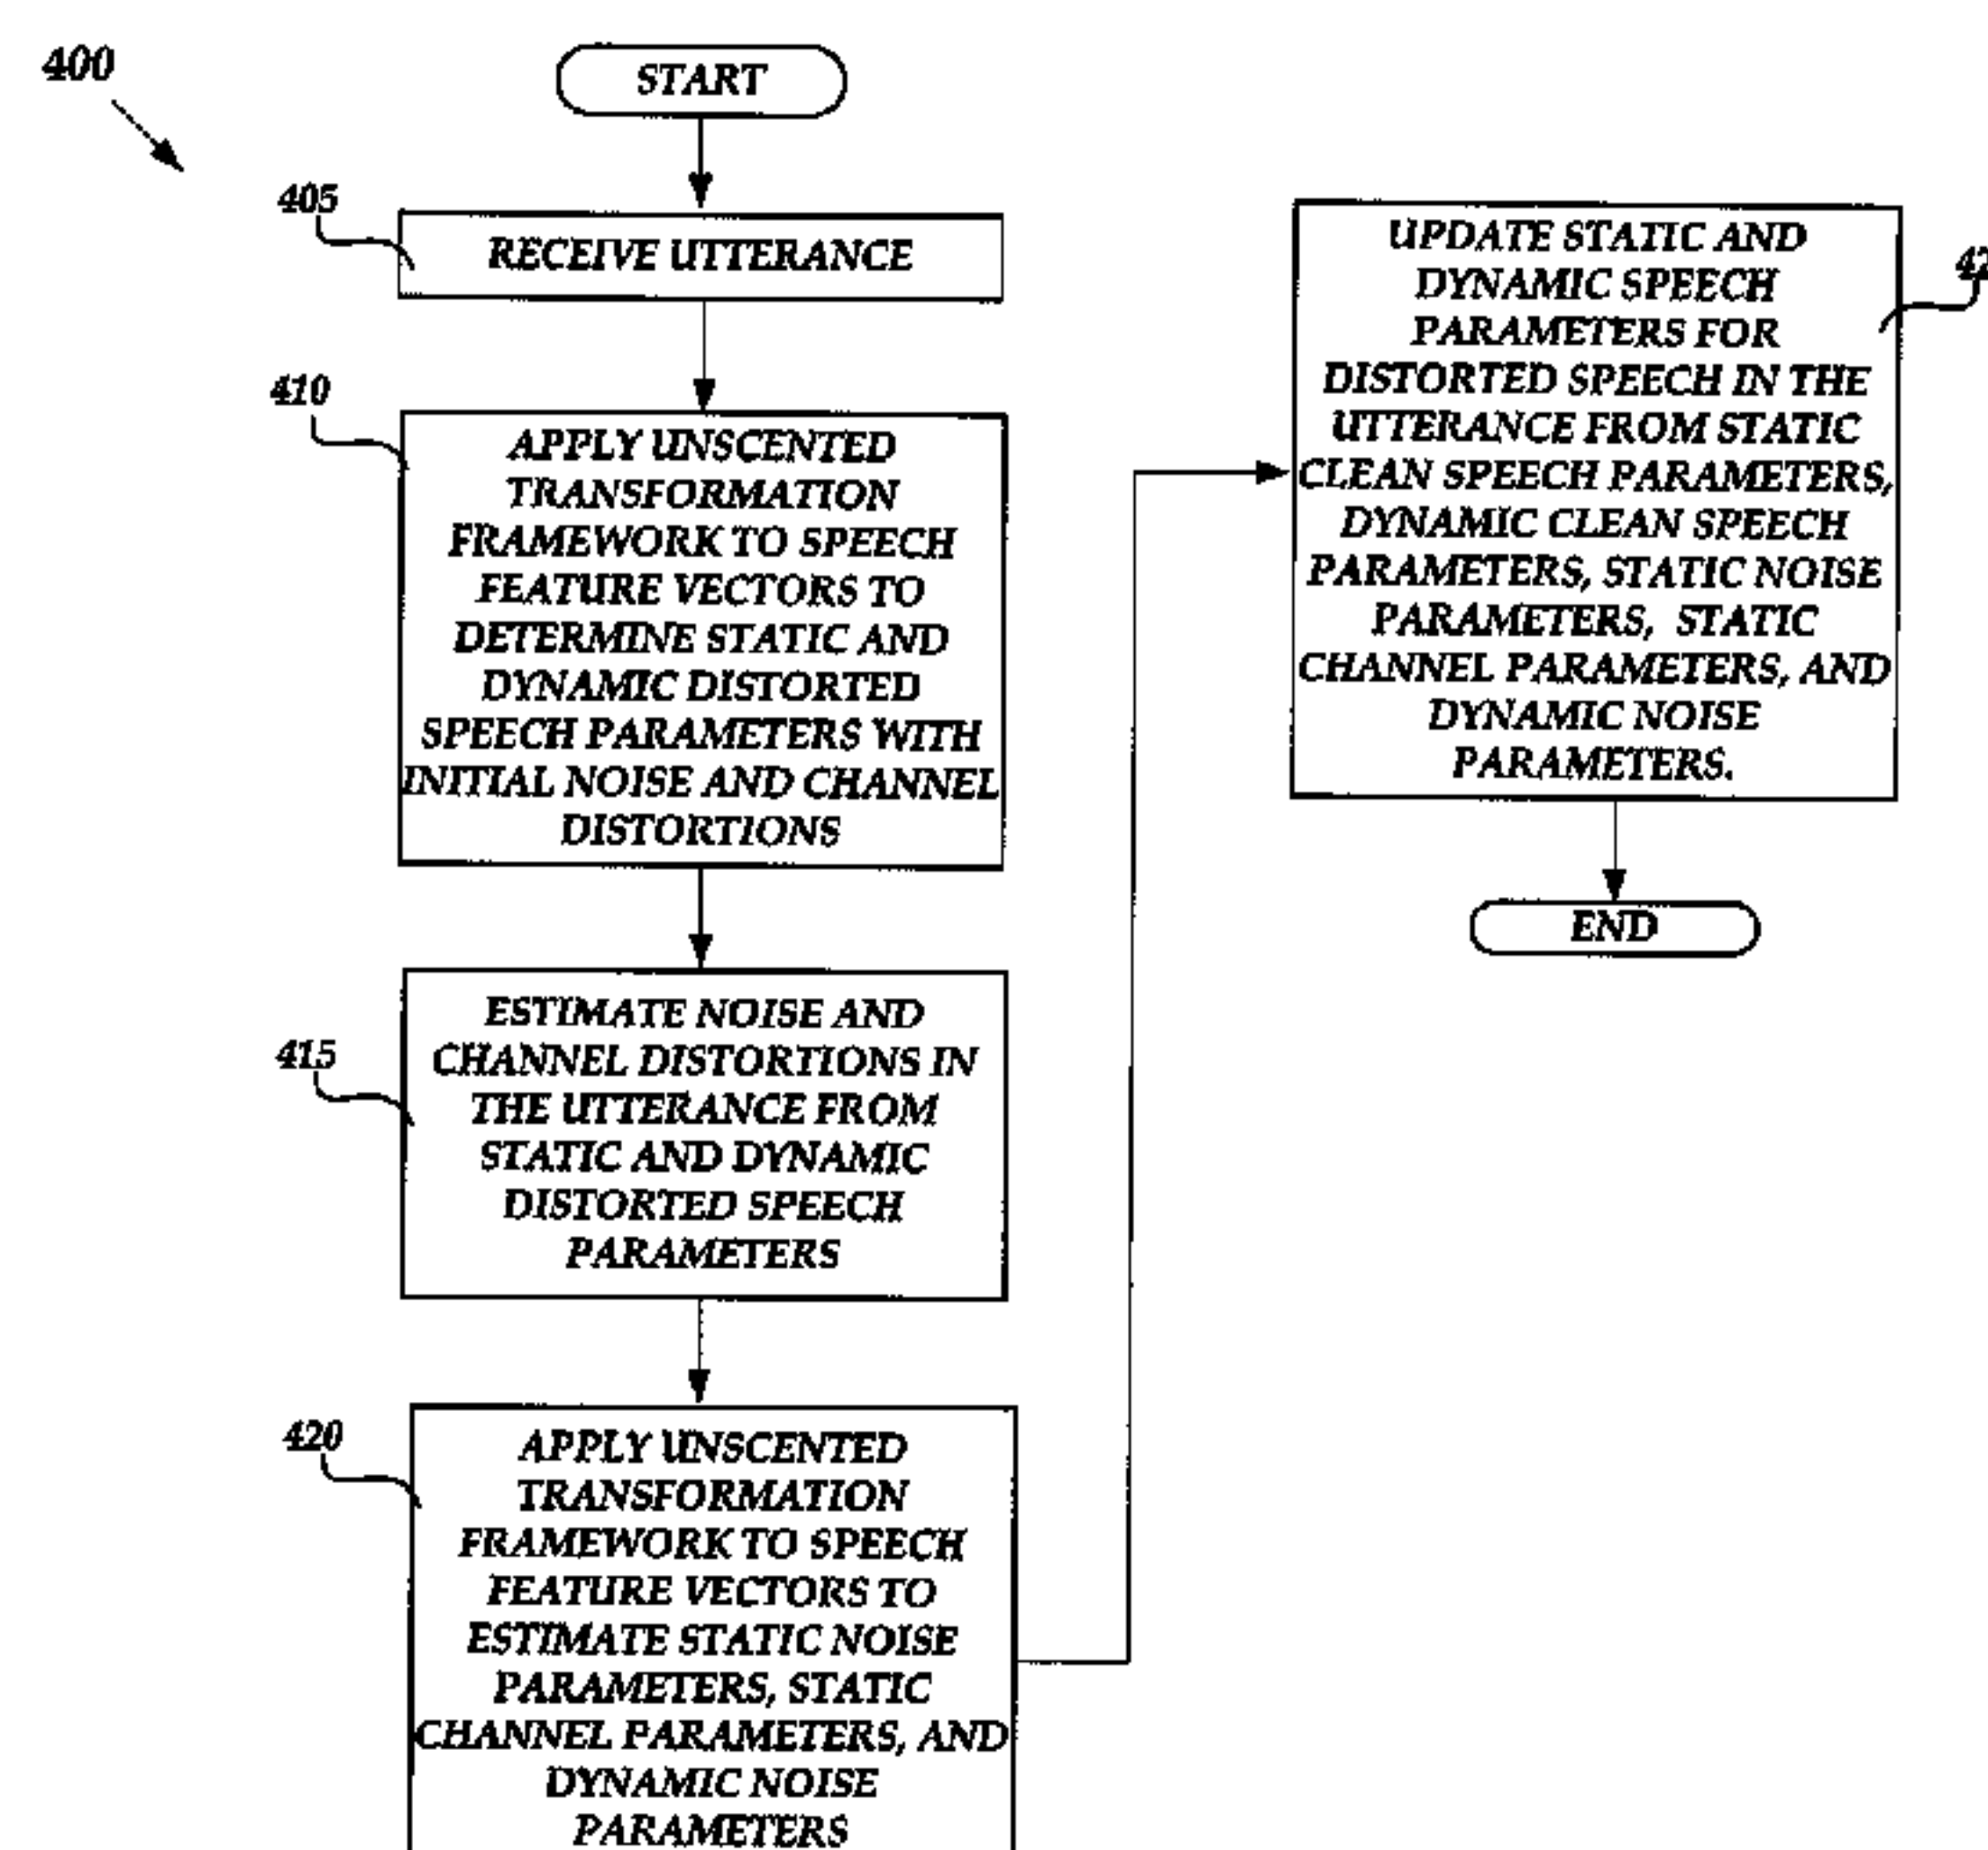 400
START
405
RECEIVE UTTERANCE
410
APPLY UNSCENTED
TRANSFORMATION
FRAMEWORK TO SPEECH
FEATURE VECTORS TO
DETERMINE STATIC AND
DYNAMIC DISTORTED
SPEECH PARAMETERS WITH
INITIAL NOISE AND CHANNEL
DISTORTIONS
415
ESTIMATE NOISE AND
CHANNEL DISTORTIONS IN
THE UTTERANCE FROM
STATIC AND DYNAMIC
DISTORTED SPEECH
PARAMETERS
420
APPLY UNSCENTED
TRANSFORMATION
FRAMEWORK TO SPEECH
FEATURE VECTORS TO
ESTIMATE STATIC NOISE
PARAMETERS, STATIC
CHANNEL PARAMETERS, AND
DYNAMIC NOISE
PARAMETERS
UPDATE STATIC AND
DYNAMIC SPEECH
PARAMETERS FOR
DISTORTED SPEECH IN THE
UTTERANCE FROM STATIC
CLEAN SPEECH PARAMETERS,
DYNAMIC CLEAN SPEECH
PARAMETERS, STATIC NOISE
PARAMETERS, STATIC
CHANNEL PARAMETERS, AND
DYNAMIC NOISE
PARAMETERS.
END